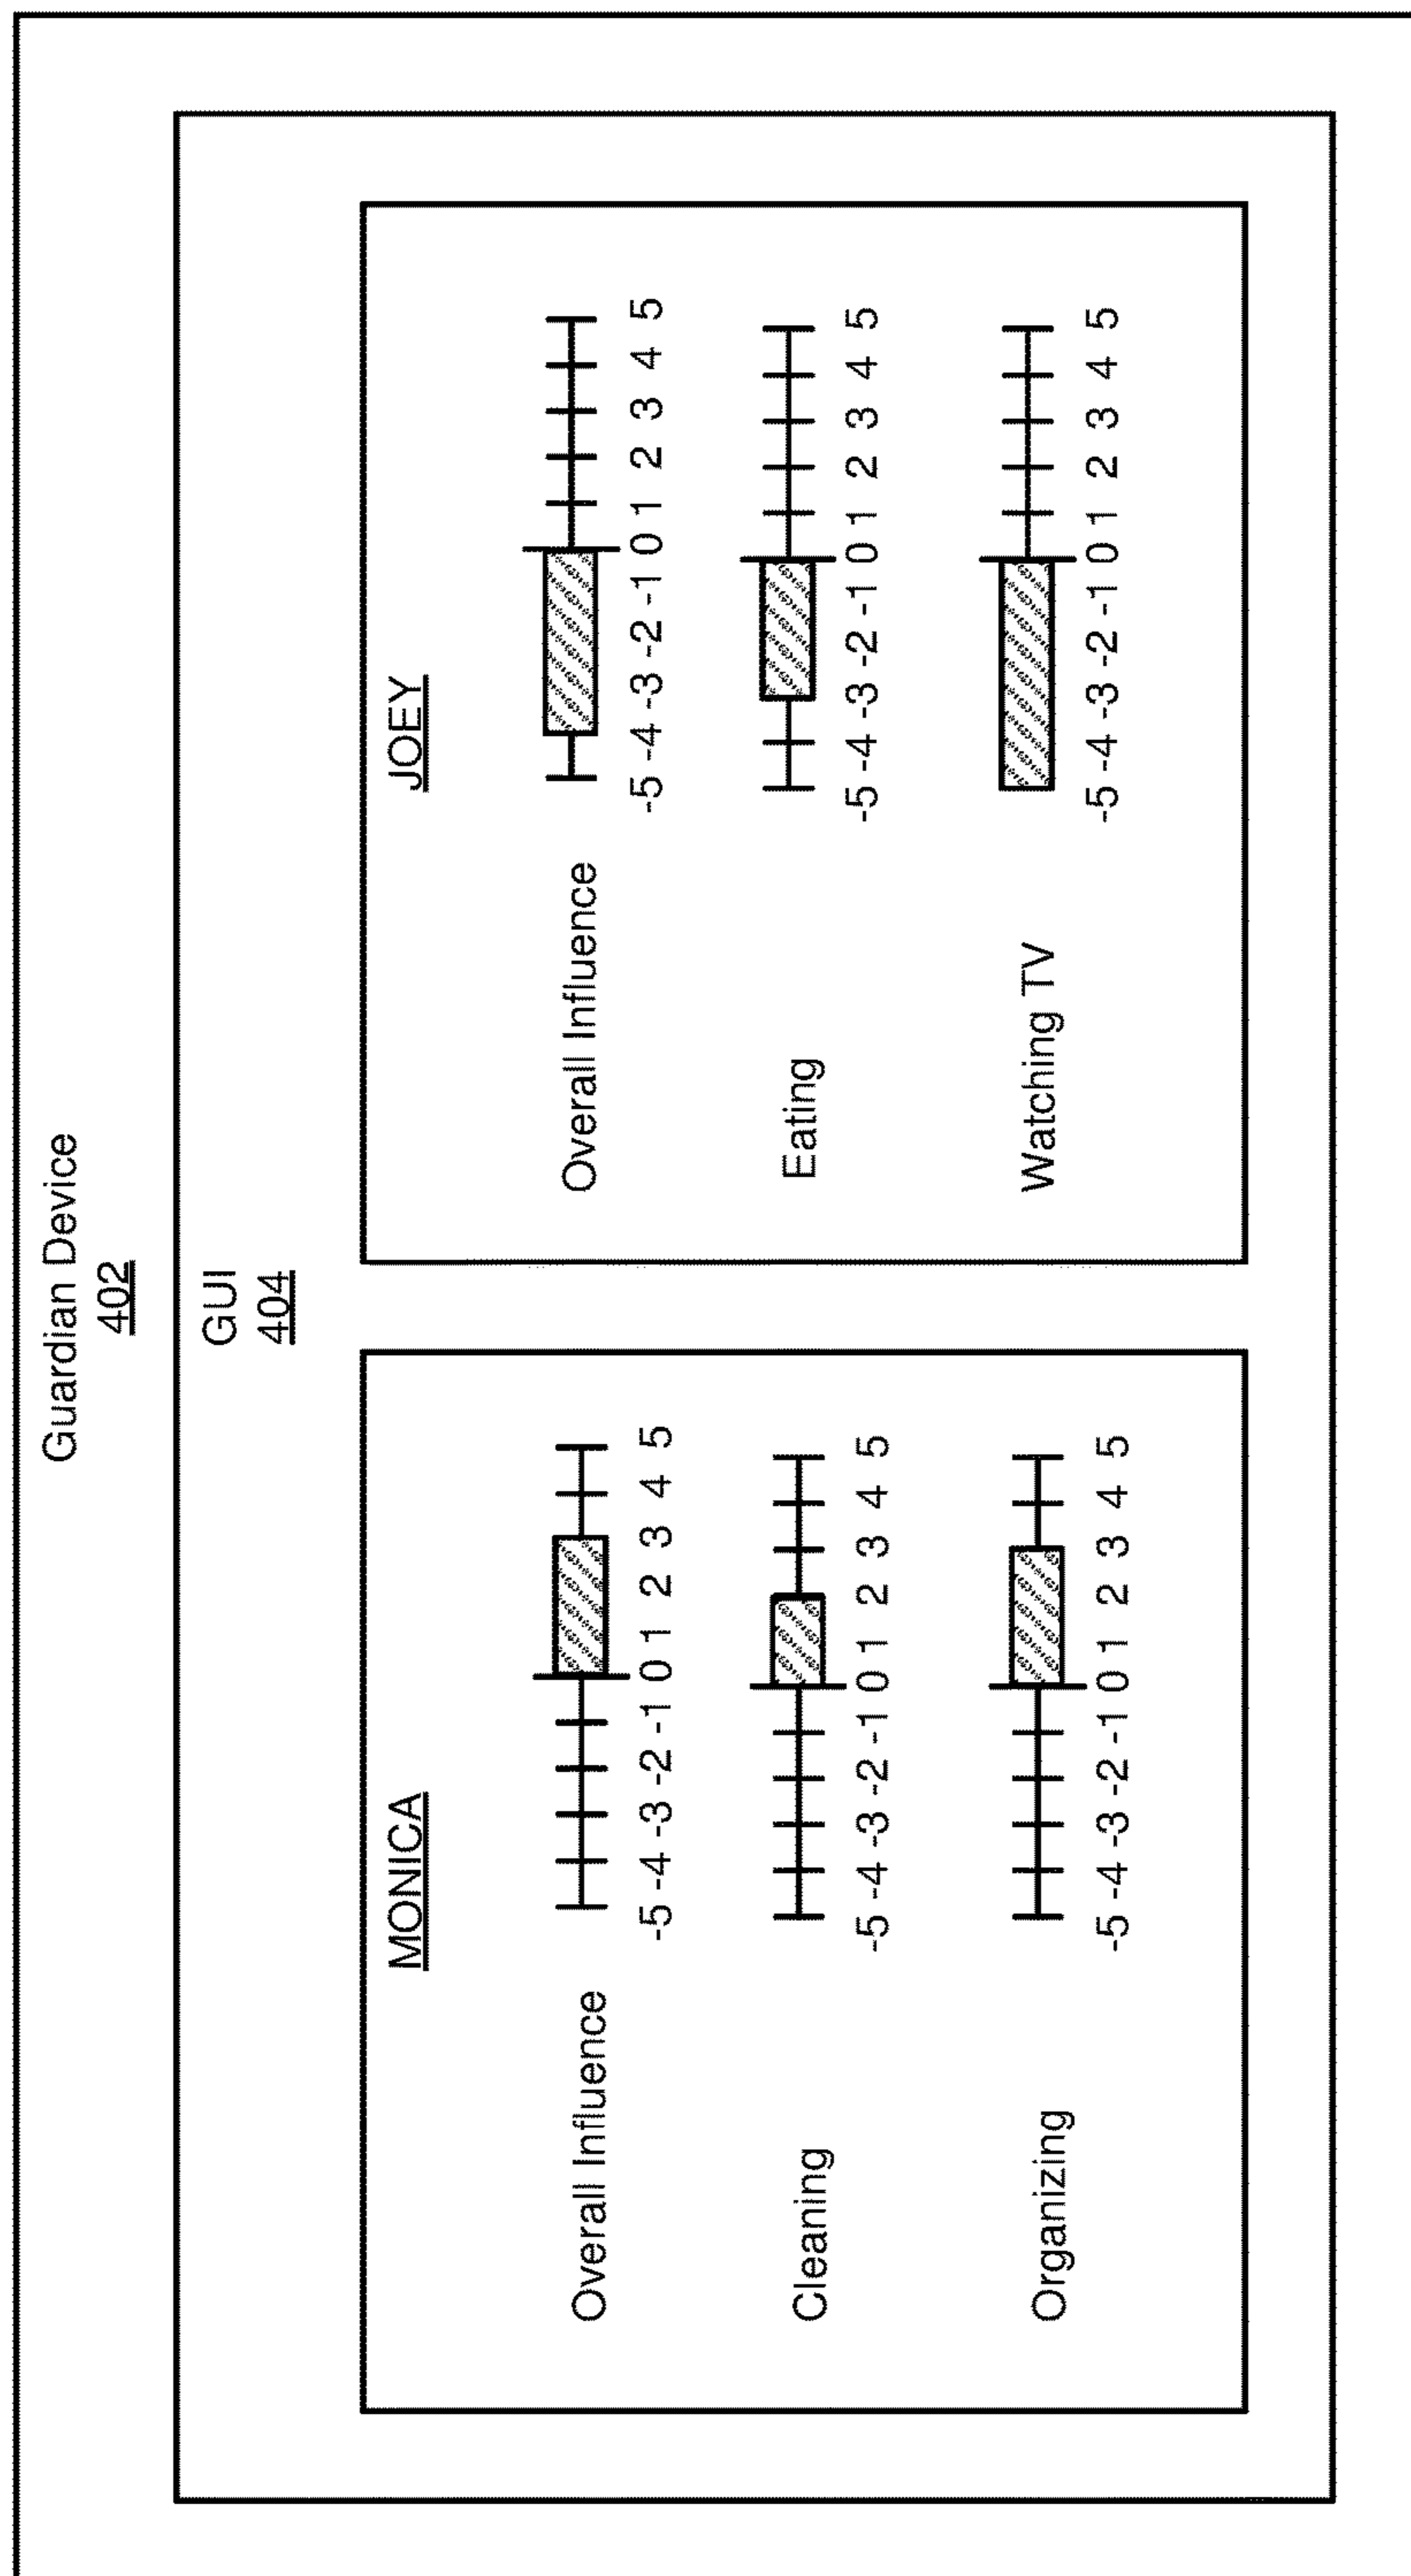 Guardian Device
402
GUI
404
MONICA
Overall Influence
-5 -4 -3 -2 -1 0 1 2 3 4 5
Cleaning
-5 -4 -3 -2 -1 0 1 2 3 4 5
Organizing
-5 -4 -3 -2 -1 0 1 2 3 4 5
JOEY
Overall Influence
-5 -4 -3 -2 -1 0 1 2 3 4 5
Eating
-5 -4 -3 -2 -1 0 1 2 3 4 5
Watching TV
-5 -4 -3 -2 -1 0 1 2 3 4 5